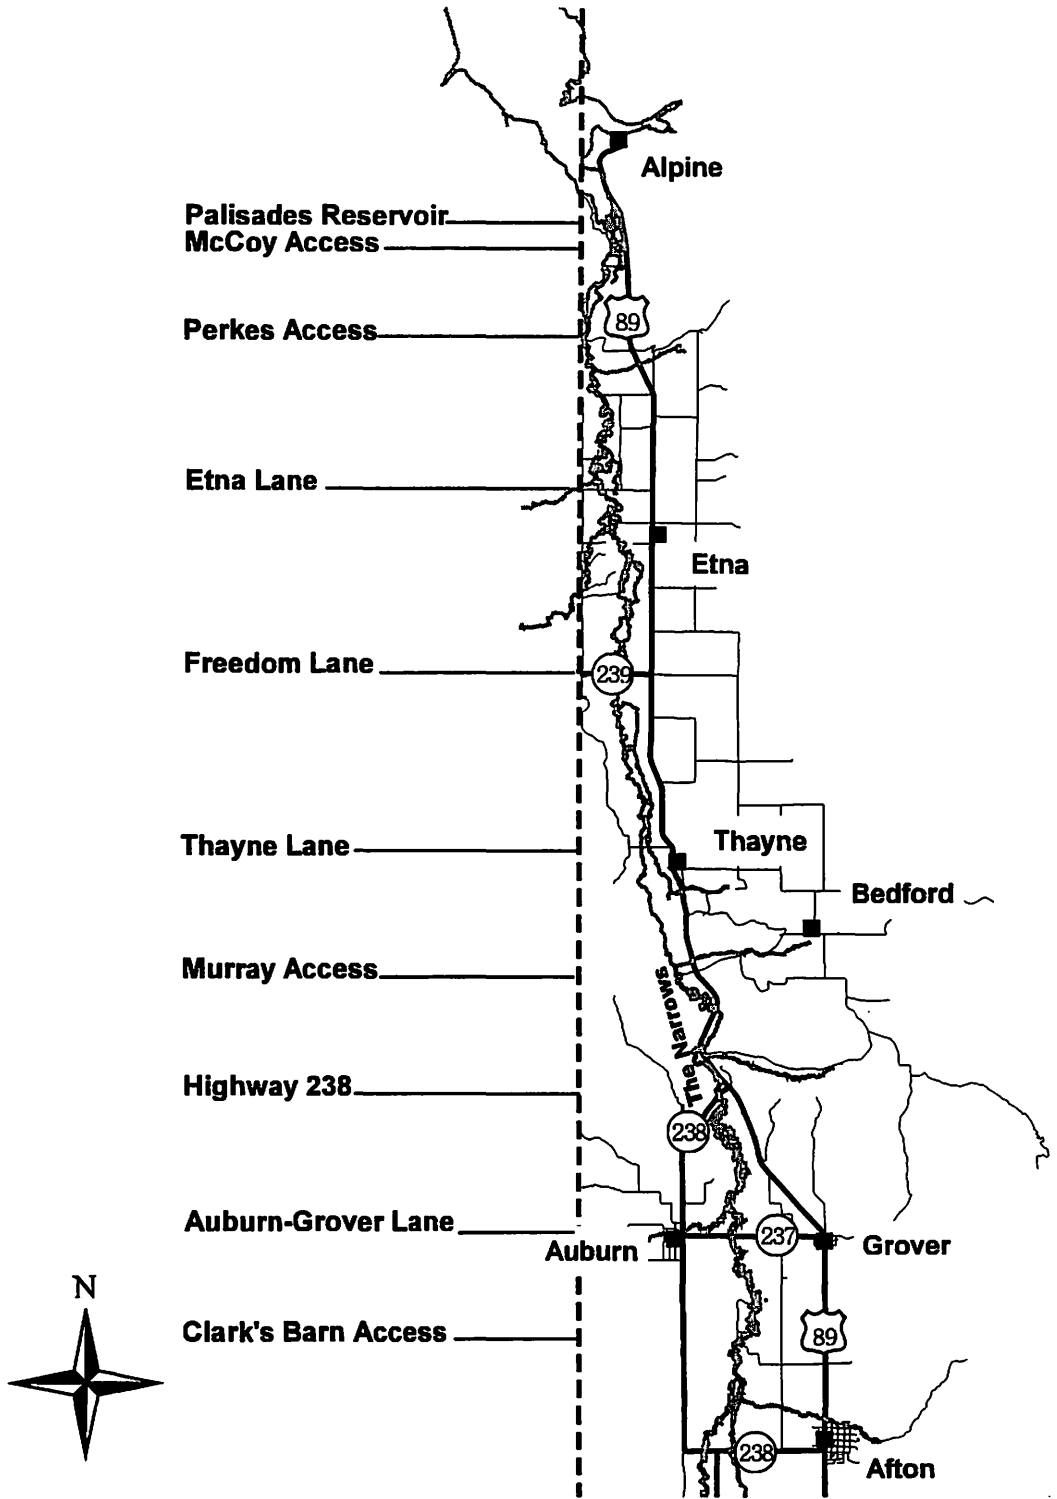 Alpine
Palisades Reservoir
McCoy Access
89
Perkes Access
Etna Lane
Etna
Freedom Lane
239
Thayne Lane
Thayne
Bedford
Murray Access
The Narrows
Highway 238
238
Auburn-Grover Lane
237
Auburn
Grover
N
Clark's Barn Access
89
238
Afton